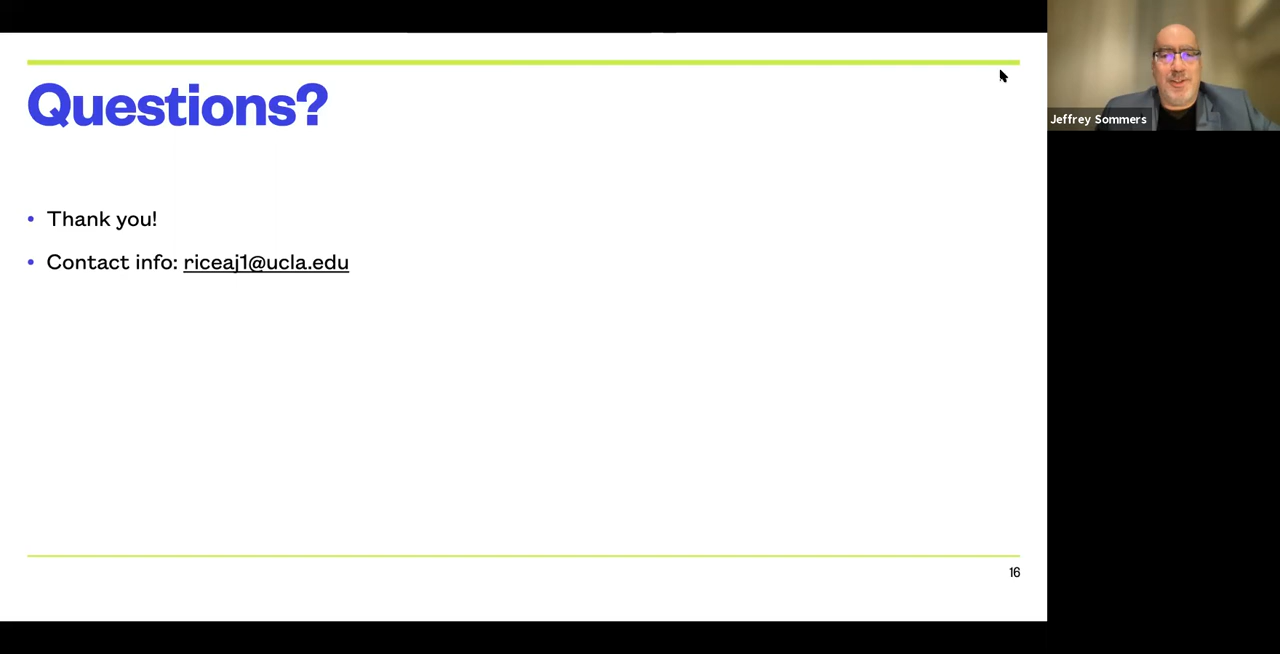 Questions?
• Thank you!
• Contact info: riceaj1@ucla.edu
16
Jeffrey Sommers